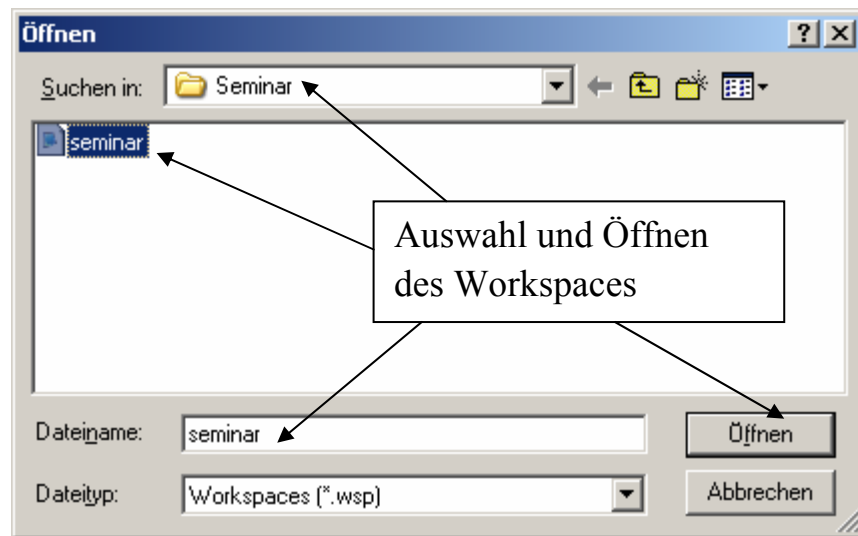 Öffnen
Suchen in: Seminar
seminar
Auswahl und Öffnen
des Workspaces
Dateiname: seminar Öffnen
Dateityp: Workspaces (*.wsp) Abbrechen